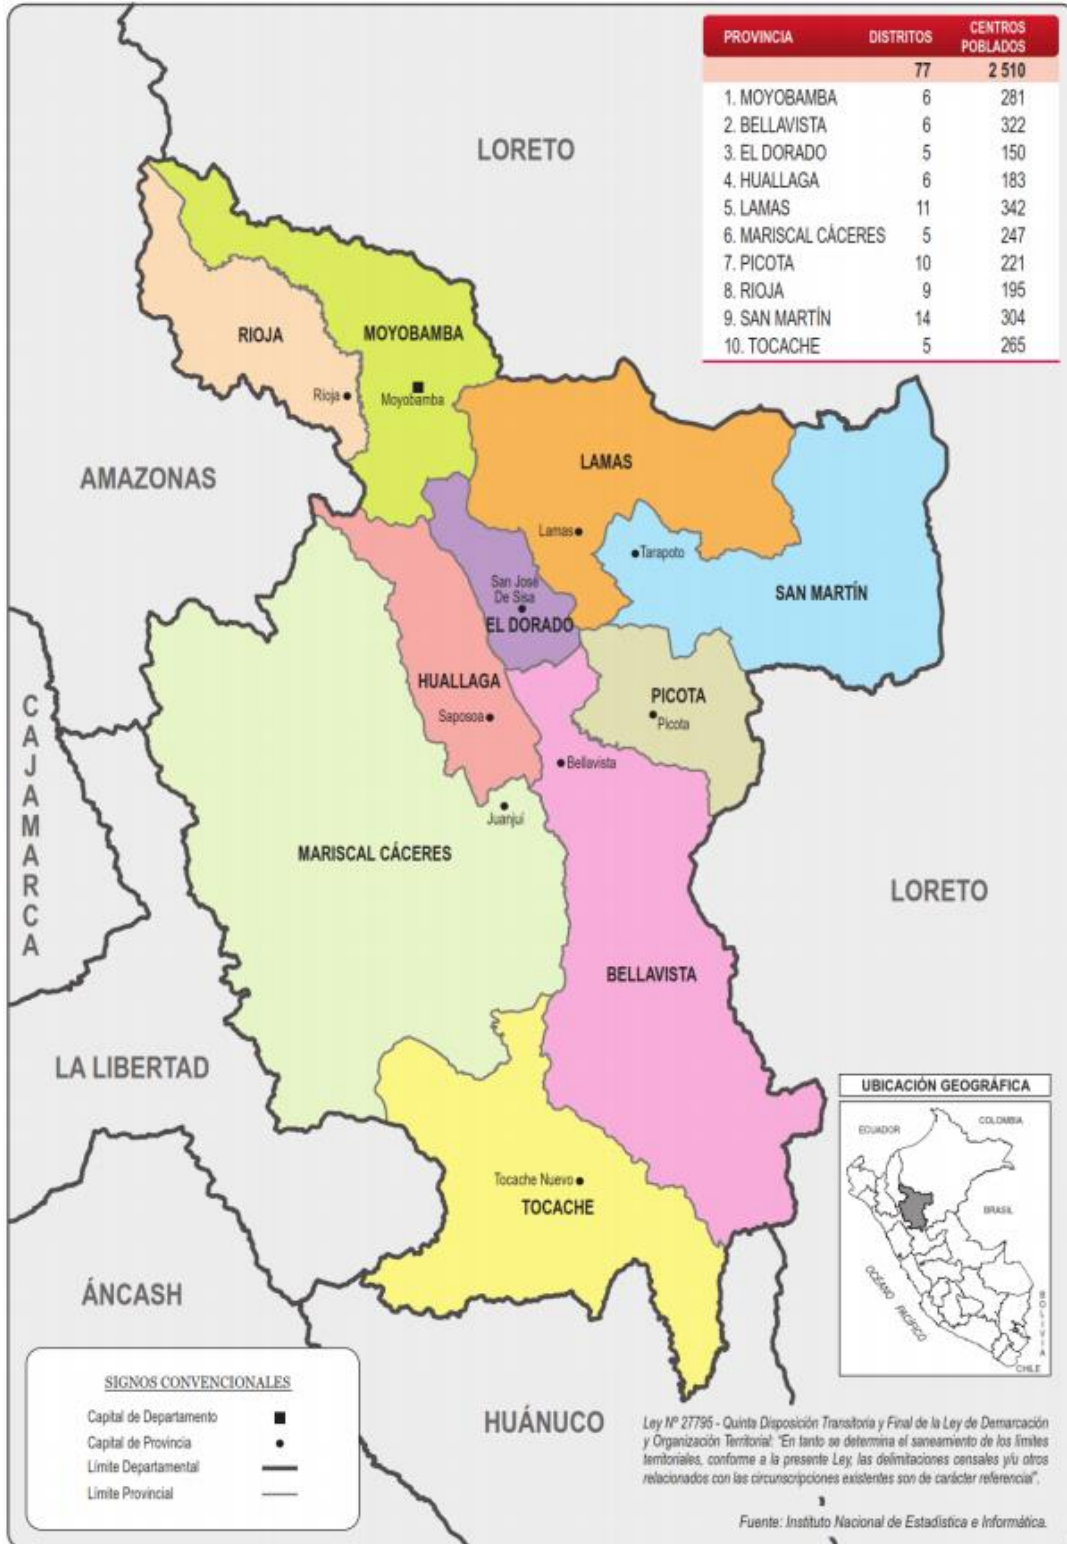 PROVINCIA DISTRITOS CENTROS POBLADOS
77 2 510
1. MOYOBAMBA 6 281
2. BELLAVISTA 6 322
3. EL DORADO 5 150
4. HUALLAGA 6 183
5. LAMAS 11 342
6. MARISCAL CÁCERES 5 247
7. PICOTA 10 221
8. RIOJA 9 195
9. SAN MARTÍN 14 304
10. TOCACHE 5 265
LORETO
RIOJA
MOYOBAMBA
Rioja
Moyobamba
AMAZONAS
LAMAS
Lamas
Tarapoto
San José
De Sisa
EL DORADO
SAN MARTÍN
HUALLAGA
Saposoa
PICOTA
Picota
Bellavista
Juanjuí
CAJAMARCA
MARISCAL CÁCERES
LORETO
BELLAVISTA
LA LIBERTAD
Tocache Nuevo
TOCACHE
ÁNCASH
HUÁNUCO
UBICACIÓN GEOGRÁFICA
ECUADOR
COLOMBIA
BRASIL
OCÉANO PACÍFICO
BOLIVIA
CHILE
SIGNOS CONVENCIONALES
Capital de Departamento
Capital de Provincia
Límite Departamental
Límite Provincial
Ley Nº 27795 - Quinta Disposición Transitoria y Final de la Ley de Demarcación
y Organización Territorial: "En tanto se determina el saneamiento de los límites
territoriales, conforme a la presente Ley, las delimitaciones censales y/u otros
relacionados con las circunscripciones existentes son de carácter referencial".
Fuente: Instituto Nacional de Estadística e Informática.